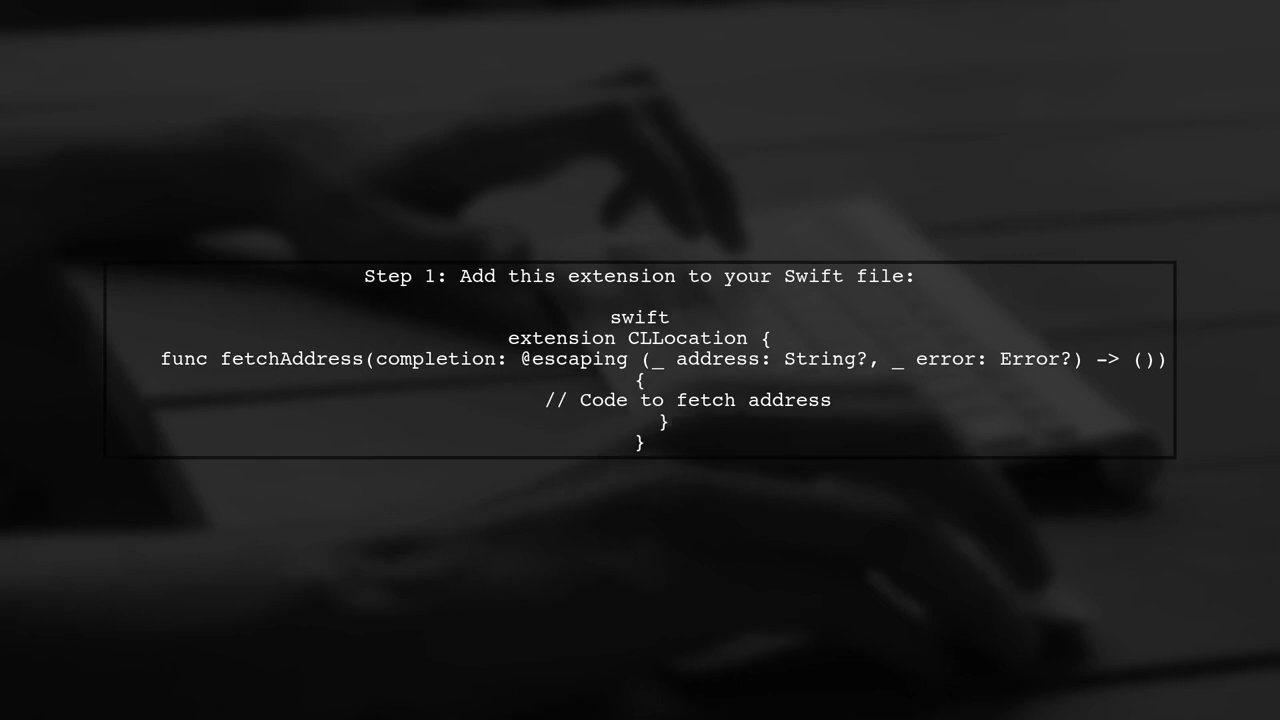 Step 1: Add this extension to your Swift file:
swift
extension CLLocation {
func fetchAddress(completion: @escaping (_ address: String?, _ error: Error?) -> ())
{
// Code to fetch address
}
}